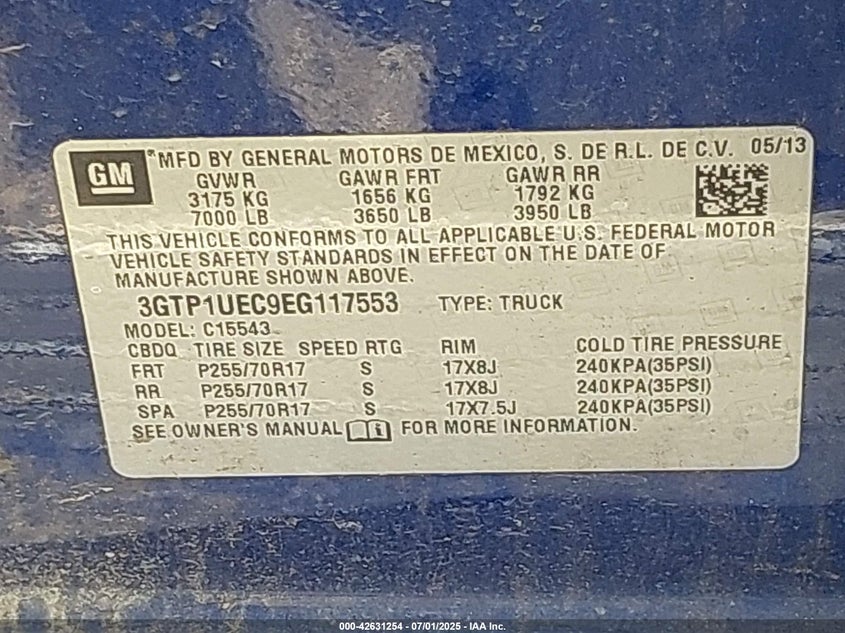 GM
*MFD BY GENERAL MOTORS DE MEXICO, S. DE R.L. DE C.V. 05/13
GVWR GAWR FRT GAWR RR
3175 KG 1656 KG 1792 KG
7000 LB 3650 LB 3950 LB
THIS VEHICLE CONFORMS TO ALL APPLICABLE U.S. FEDERAL MOTOR
VEHICLE SAFETY STANDARDS IN EFFECT ON THE DATE OF
MANUFACTURE SHOWN ABOVE.
3GTP1UEC9EG117553 TYPE: TRUCK
MODEL: C15543
CBDQ TIRE SIZE SPEED RTG RIM COLD TIRE PRESSURE
FRT P255/70R17 S 17X8J 240KPA(35PSI)
RR P255/70R17 S 17X8J 240KPA(35PSI)
SPA P255/70R17 S 17X7.5J 240KPA(35PSI)
SEE OWNER'S MANUAL FOR MORE INFORMATION.
000-42631254 - 07/01/2025 - IAA Inc.